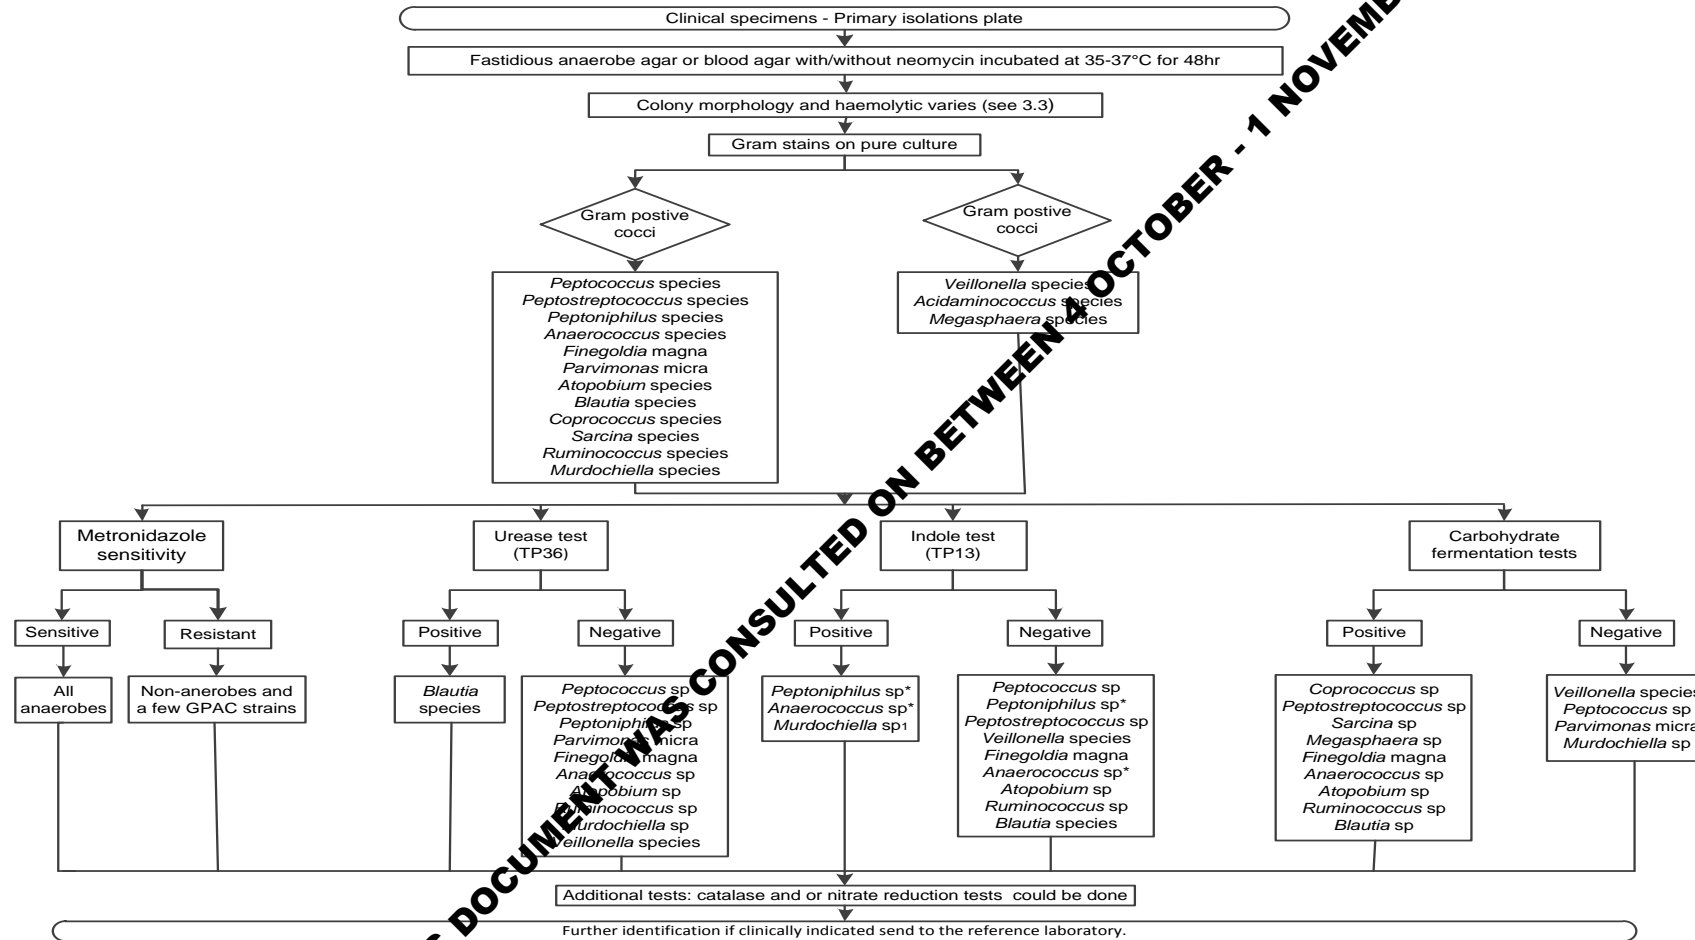 Clinical specimens - Primary isolations plate
Fastidious anaerobe agar or blood agar with/without neomycin incubated at 35-37°C for 48hr
Colony morphology and haemolytic varies (see 3.3)
Gram stains on pure culture
Gram postive
cocci
Gram postive
cocci
Peptococcus species
Peptostreptococcus species
Peptoniphilus species
Anaerococcus species
Finegoldia magna
Parvimonas micra
Atopobium species
Blautia species
Coprococcus species
Sarcina species
Ruminococcus species
Murdochiella species
Veillonella species
Acidaminococcus species
Megasphaera species
Metronidazole
sensitivity
Urease test
(TP36)
Indole test
(TP13)
Carbohydrate
fermentation tests
Sensitive
Resistant
Positive
Negative
Positive
Negative
Positive
Negative
All
anaerobes
Non-anerobes and
a few GPAC strains
Blautia
species
Peptococcus sp
Peptostreptococcus sp
Peptoniphilus sp
Parvimonas micra
Finegoldia magna
Anaerococcus sp
Atopobium sp
Ruminococcus sp
Murdochiella sp
Veillonella species
Peptoniphilus sp*
Anaerococcus sp*
Murdochiella sp1
Peptococcus sp
Peptoniphilus sp*
Peptostreptococcus sp
Veillonella species
Finegoldia magna
Anaerococcus sp*
Atopobium sp
Ruminococcus sp
Blautia species
Coprococcus sp
Peptostreptococcus sp
Sarcina sp
Megasphaera sp
Finegoldia magna
Anaerococcus sp
Atopobium sp
Ruminococcus sp
Blautia sp
Veillonella species
Peptococcus sp
Parvimonas micra
Murdochiella sp
Additional tests: catalase and or nitrate reduction tests could be done
Further identification if clinically indicated send to the reference laboratory.
S DOCUMENT WAS CONSULTED ON BETWEEN 4 OCTOBER - 1 NOVEME